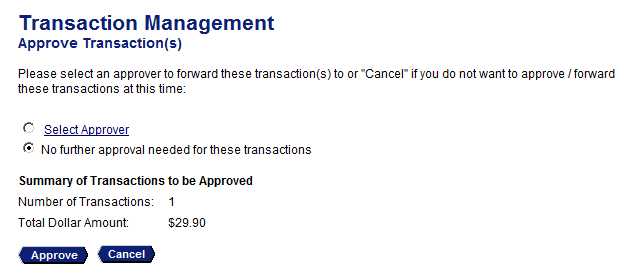 Transaction Management
Approve Transaction(s)
Please select an approver to forward these transaction(s) to or "Cancel" if you do not want to approve / forward
these transactions at this time:
Select Approver
No further approval needed for these transactions
Summary of Transactions to be Approved
Number of Transactions: 1
Total Dollar Amount: $29.90
Approve Cancel